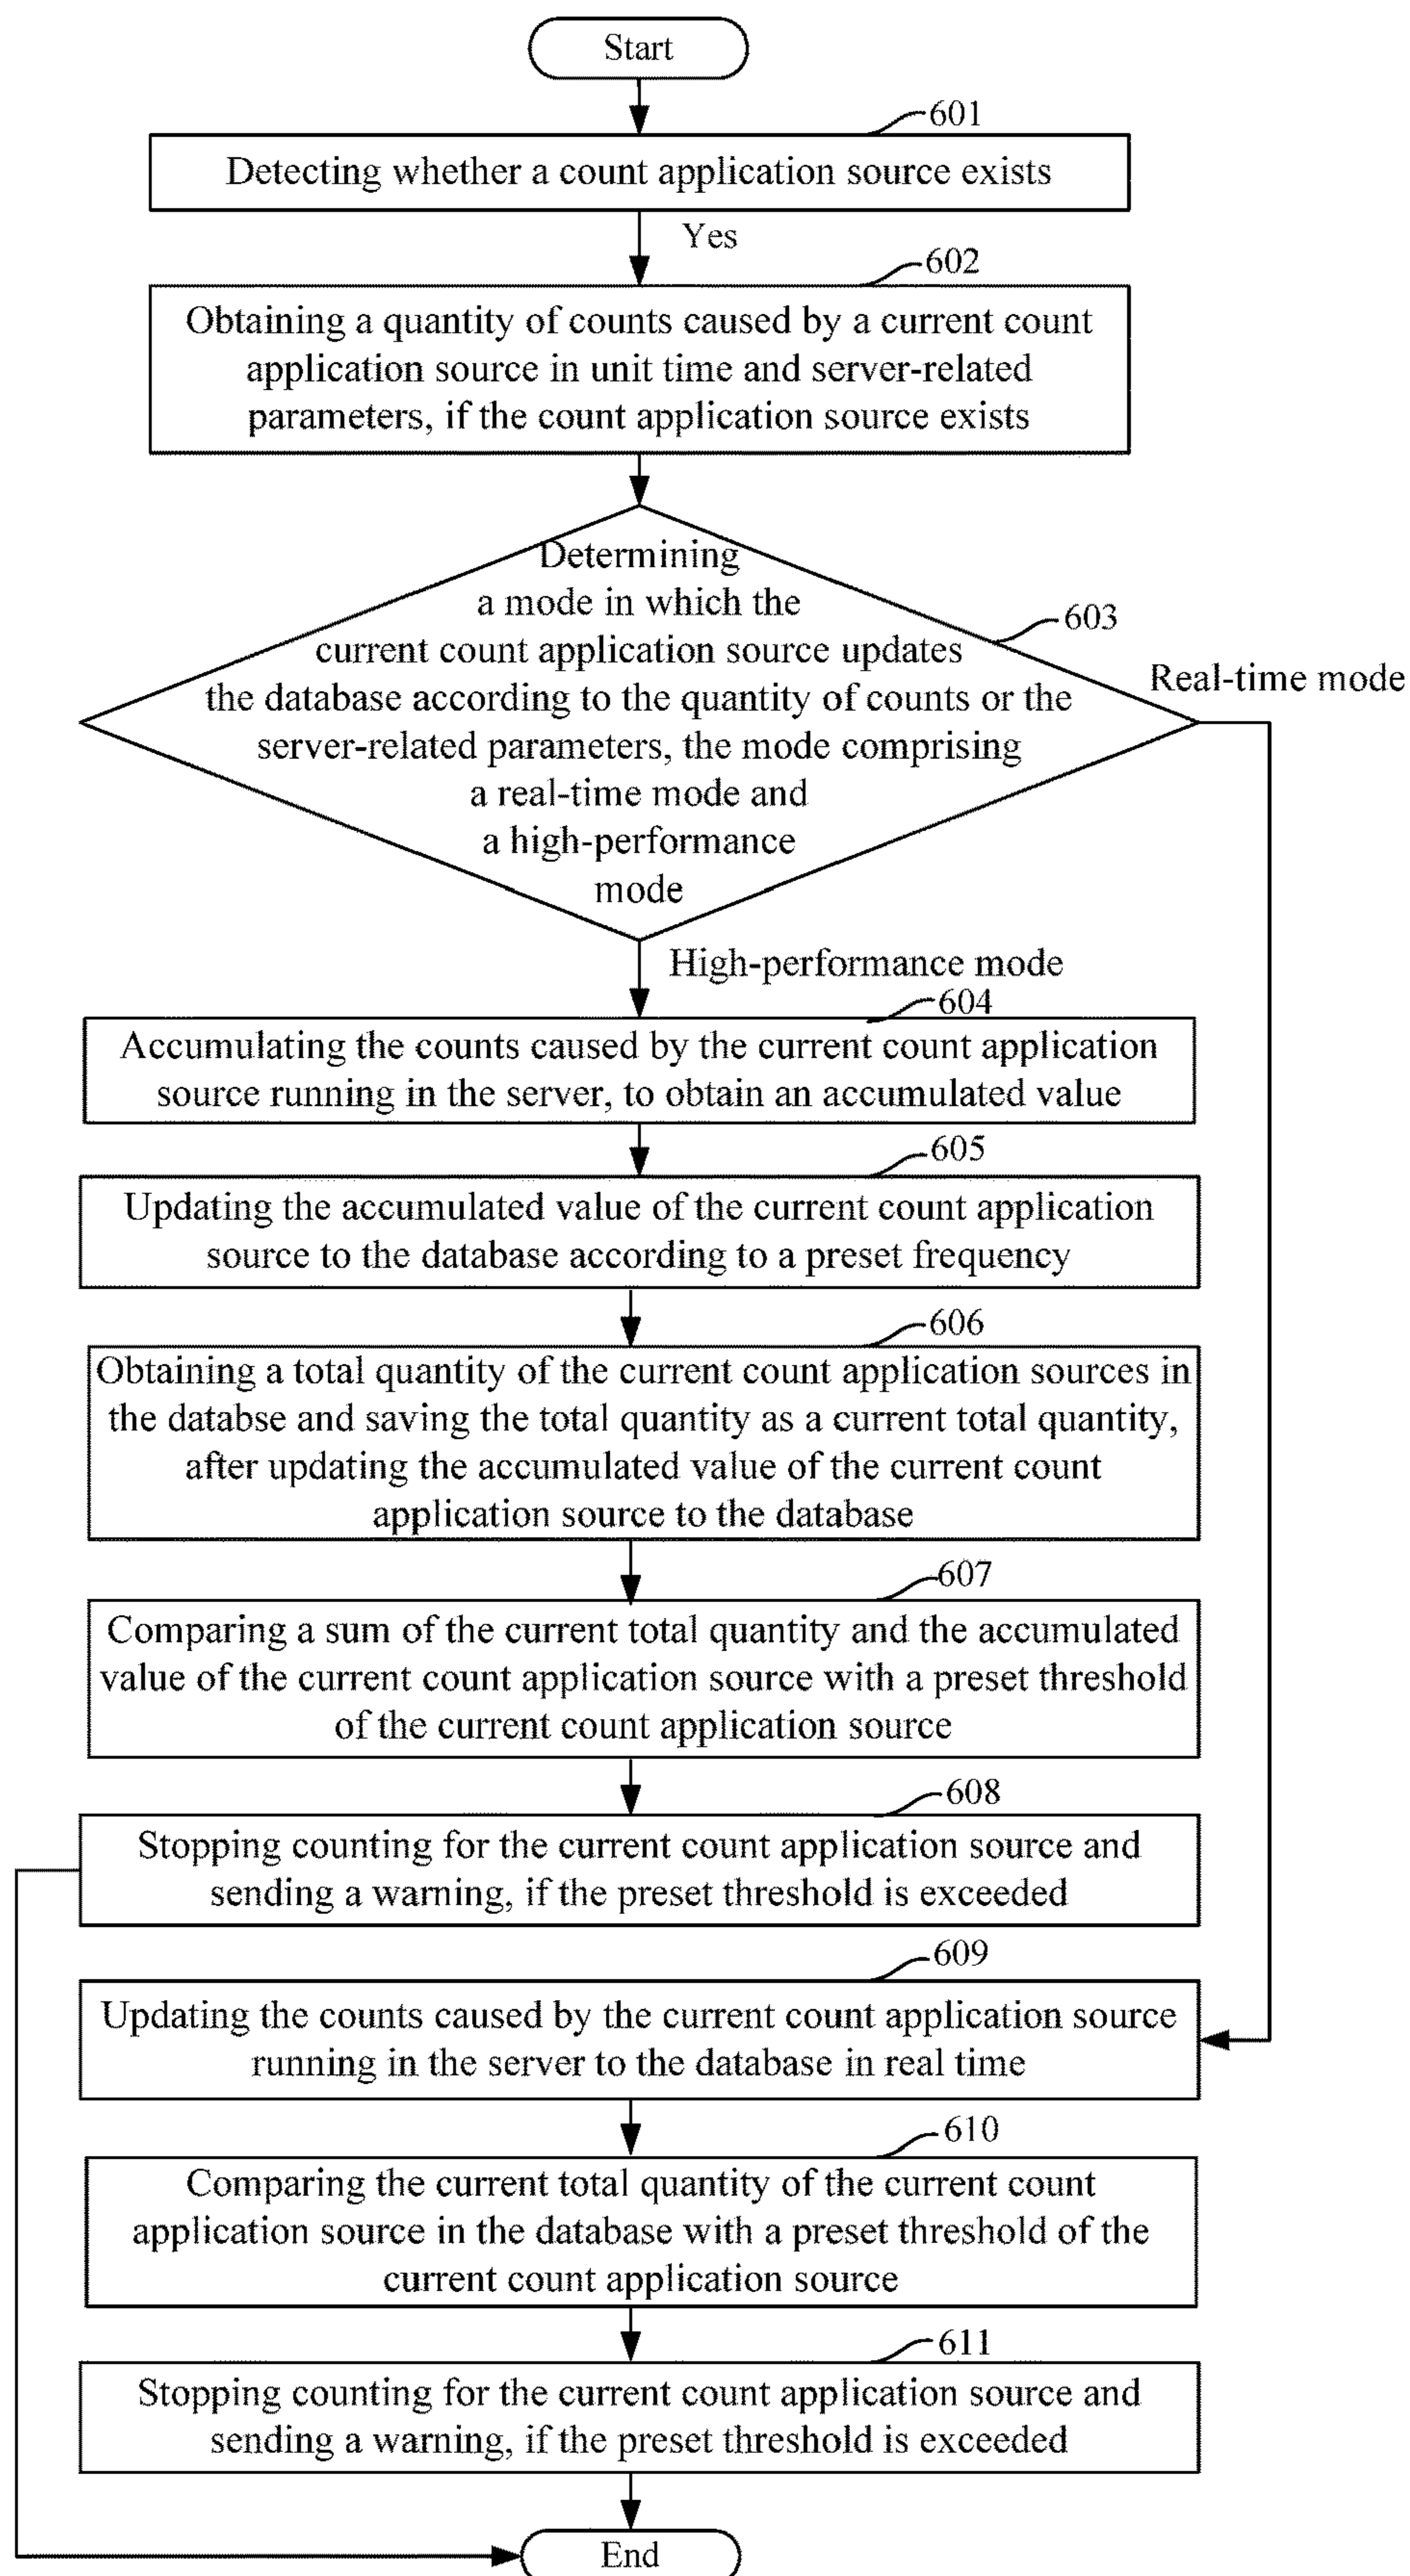 Start
601
Detecting whether a count application source exists
Yes
602
Obtaining a quantity of counts caused by a current count
application source in unit time and server-related
parameters, if the count application source exists
Determining
a mode in which the
603
current count application source updates
Real-time mode
the database according to the quantity of counts or the
server-related parameters, the mode comprising
a real-time mode and
a high-performance
mode
High-performance mode
604
Accumulating the counts caused by the current count application
source running in the server, to obtain an accumulated value
605
Updating the accumulated value of the current count application
source to the database according to a preset frequency
606
Obtaining a total quantity of the current count application sources in
the databse and saving the total quantity as a current total quantity,
after updating the accumulated value of the current count
application source to the database
607
Comparing a sum of the current total quantity and the accumulated
value of the current count application source with a preset threshold
of the current count application source
608
Stopping counting for the current count application source and
sending a warning, if the preset threshold is exceeded
609
Updating the counts caused by the current count application source
running in the server to the database in real time
610
Comparing the current total quantity of the current count
application source in the database with a preset threshold of the
current count application source
611
Stopping counting for the current count application source and
sending a warning, if the preset threshold is exceeded
End